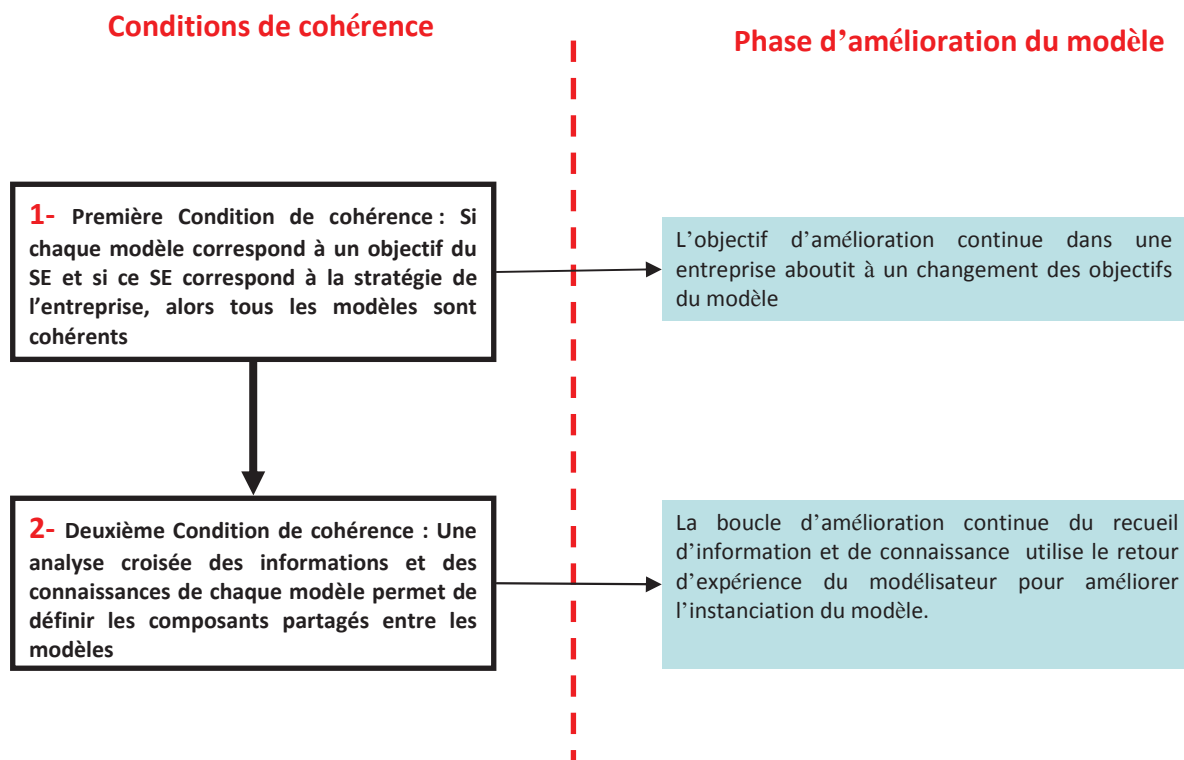 Conditions de cohérence
Phase d’amélioration du modèle
1- Première Condition de cohérence : Si
chaque modèle correspond à un objectif du
SE et si ce SE correspond à la stratégie de
l’entreprise, alors tous les modèles sont
cohérents
L’objectif d’amélioration continue dans une
entreprise aboutit à un changement des objectifs
du modèle
2- Deuxième Condition de cohérence : Une
analyse croisée des informations et des
connaissances de chaque modèle permet de
définir les composants partagés entre les
modèles
La boucle d’amélioration continue du recueil
d’information et de connaissance utilise le retour
d’expérience du modélisateur pour améliorer
l’instanciation du modèle.